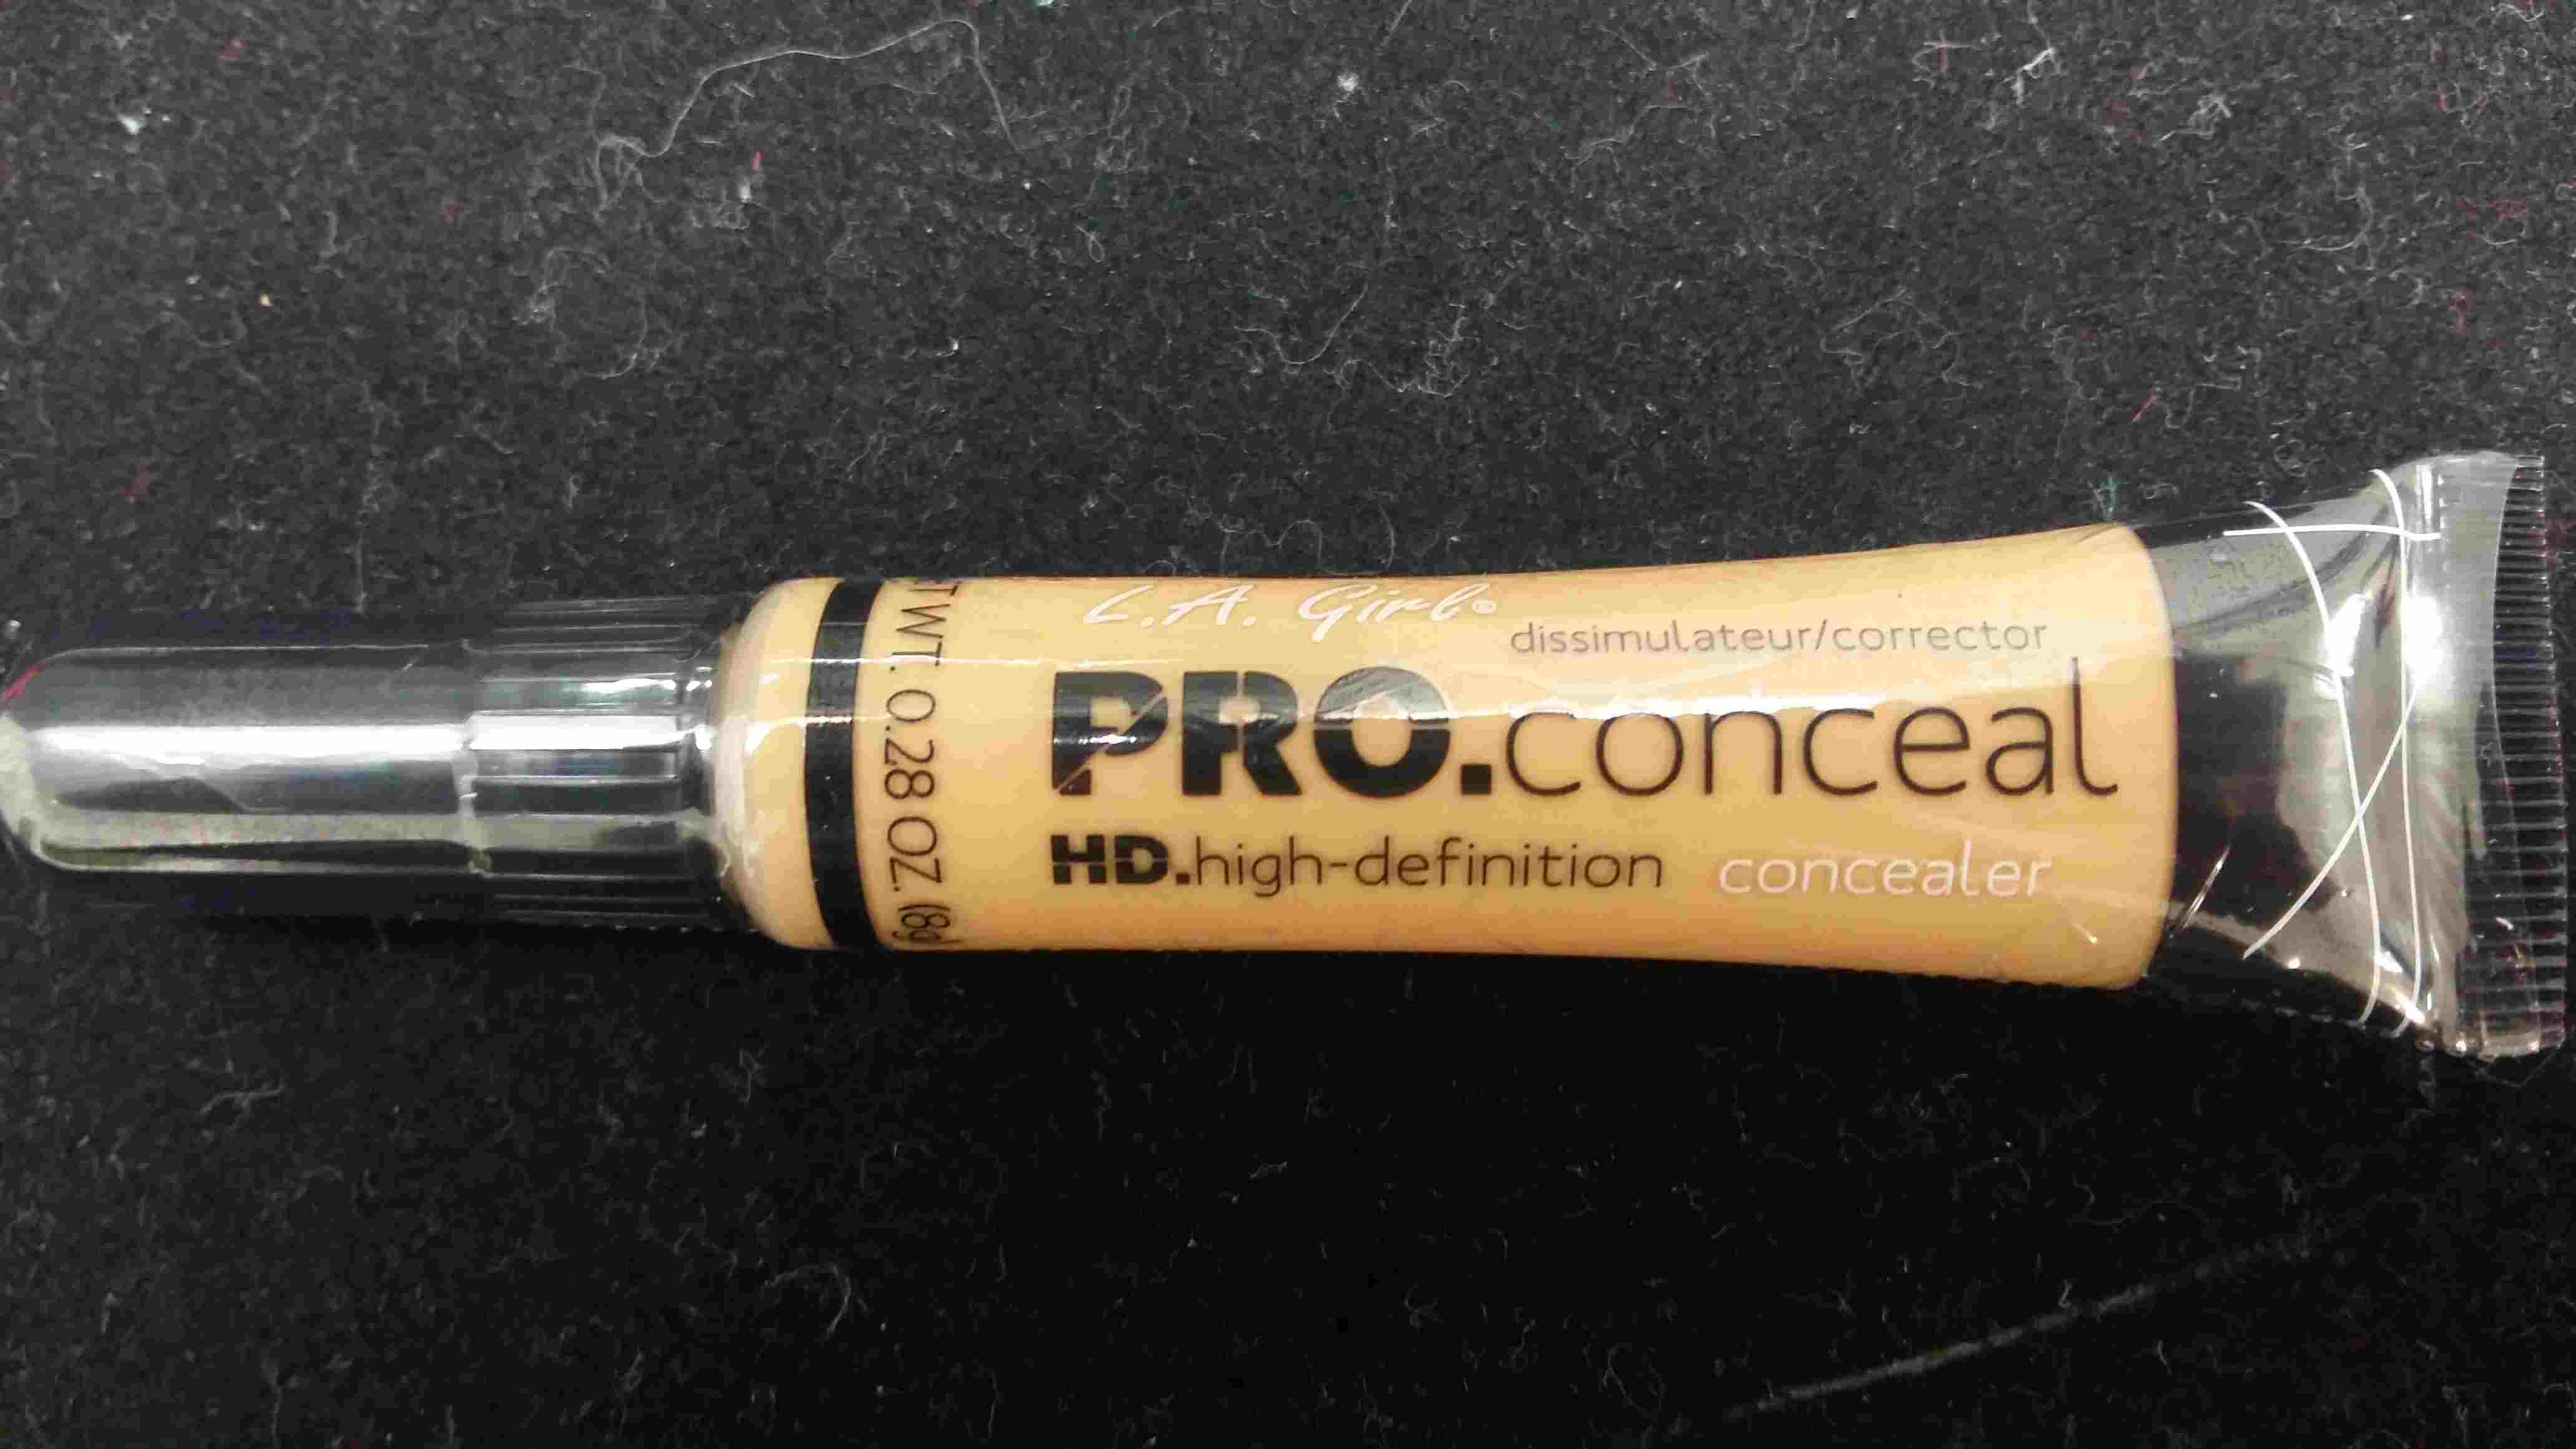 L.A. Girl®
dissimulateur/corrector
PRO.conceal
HD.high-definition concealer
WT. 0.28 OZ. (8g)